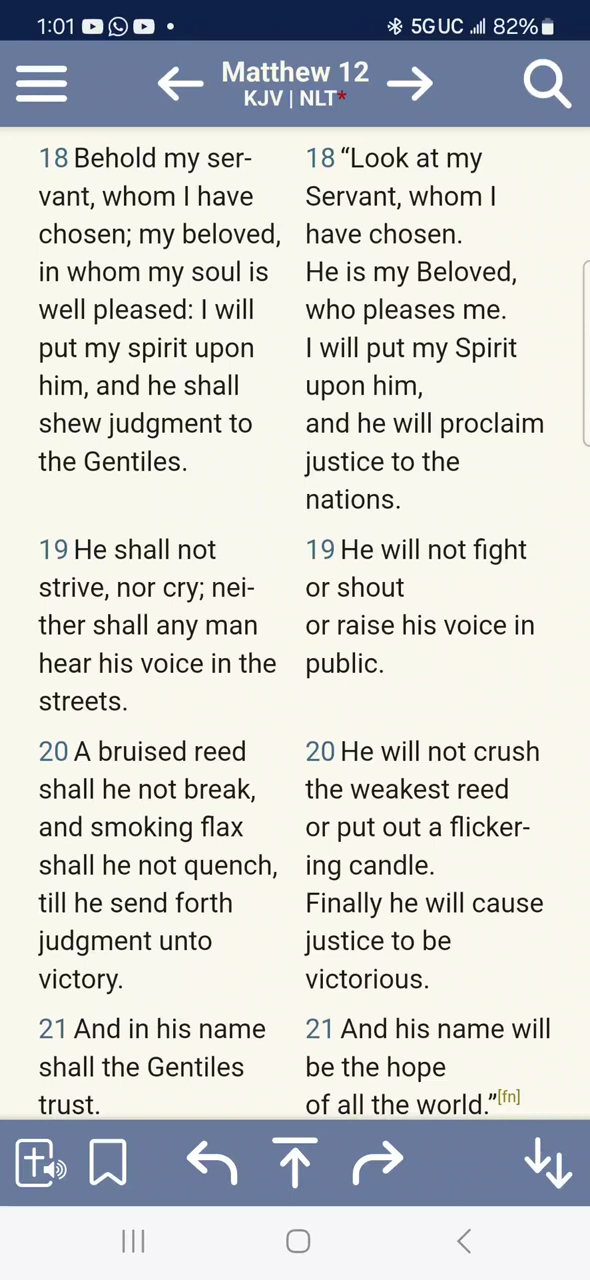 1:01 5G UC 82%
Matthew 12
KJV | NLT*
18 Behold my ser-
vant, whom I have
chosen; my beloved,
in whom my soul is
well pleased: I will
put my spirit upon
him, and he shall
shew judgment to
the Gentiles.
18 “Look at my
Servant, whom I
have chosen.
He is my Beloved,
who pleases me.
I will put my Spirit
upon him,
and he will proclaim
justice to the
nations.
19 He shall not
strive, nor cry; nei-
ther shall any man
hear his voice in the
streets.
19 He will not fight
or shout
or raise his voice in
public.
20 A bruised reed
shall he not break,
and smoking flax
shall he not quench,
till he send forth
judgment unto
victory.
20 He will not crush
the weakest reed
or put out a flicker-
ing candle.
Finally he will cause
justice to be
victorious.
21 And in his name
shall the Gentiles
trust.
21 And his name will
be the hope
of all the world.”[fn]